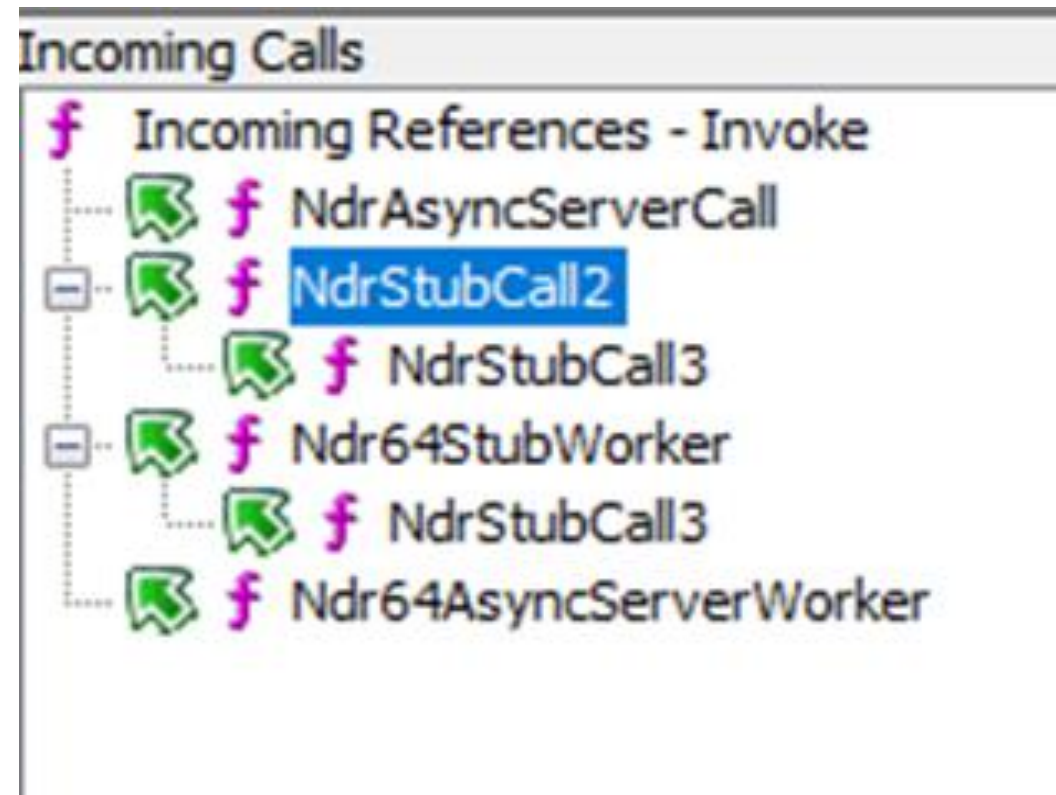 Incoming Calls
f Incoming References - Invoke
f NdrAsyncServerCall
f NdrStubCall2
f NdrStubCall3
f Ndr64StubWorker
f NdrStubCall3
f Ndr64AsyncServerWorker